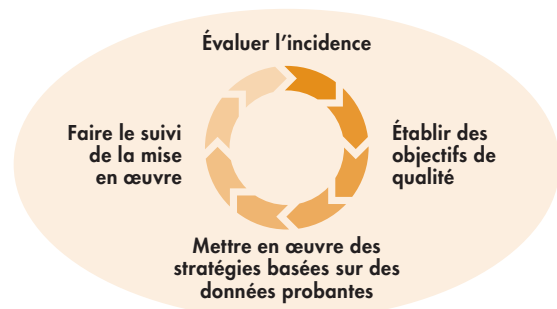 Évaluer l'incidence
Établir des
objectifs de
qualité
Mettre en œuvre des
stratégies basées sur des
données probantes
Faire le suivi
de la mise
en œuvre